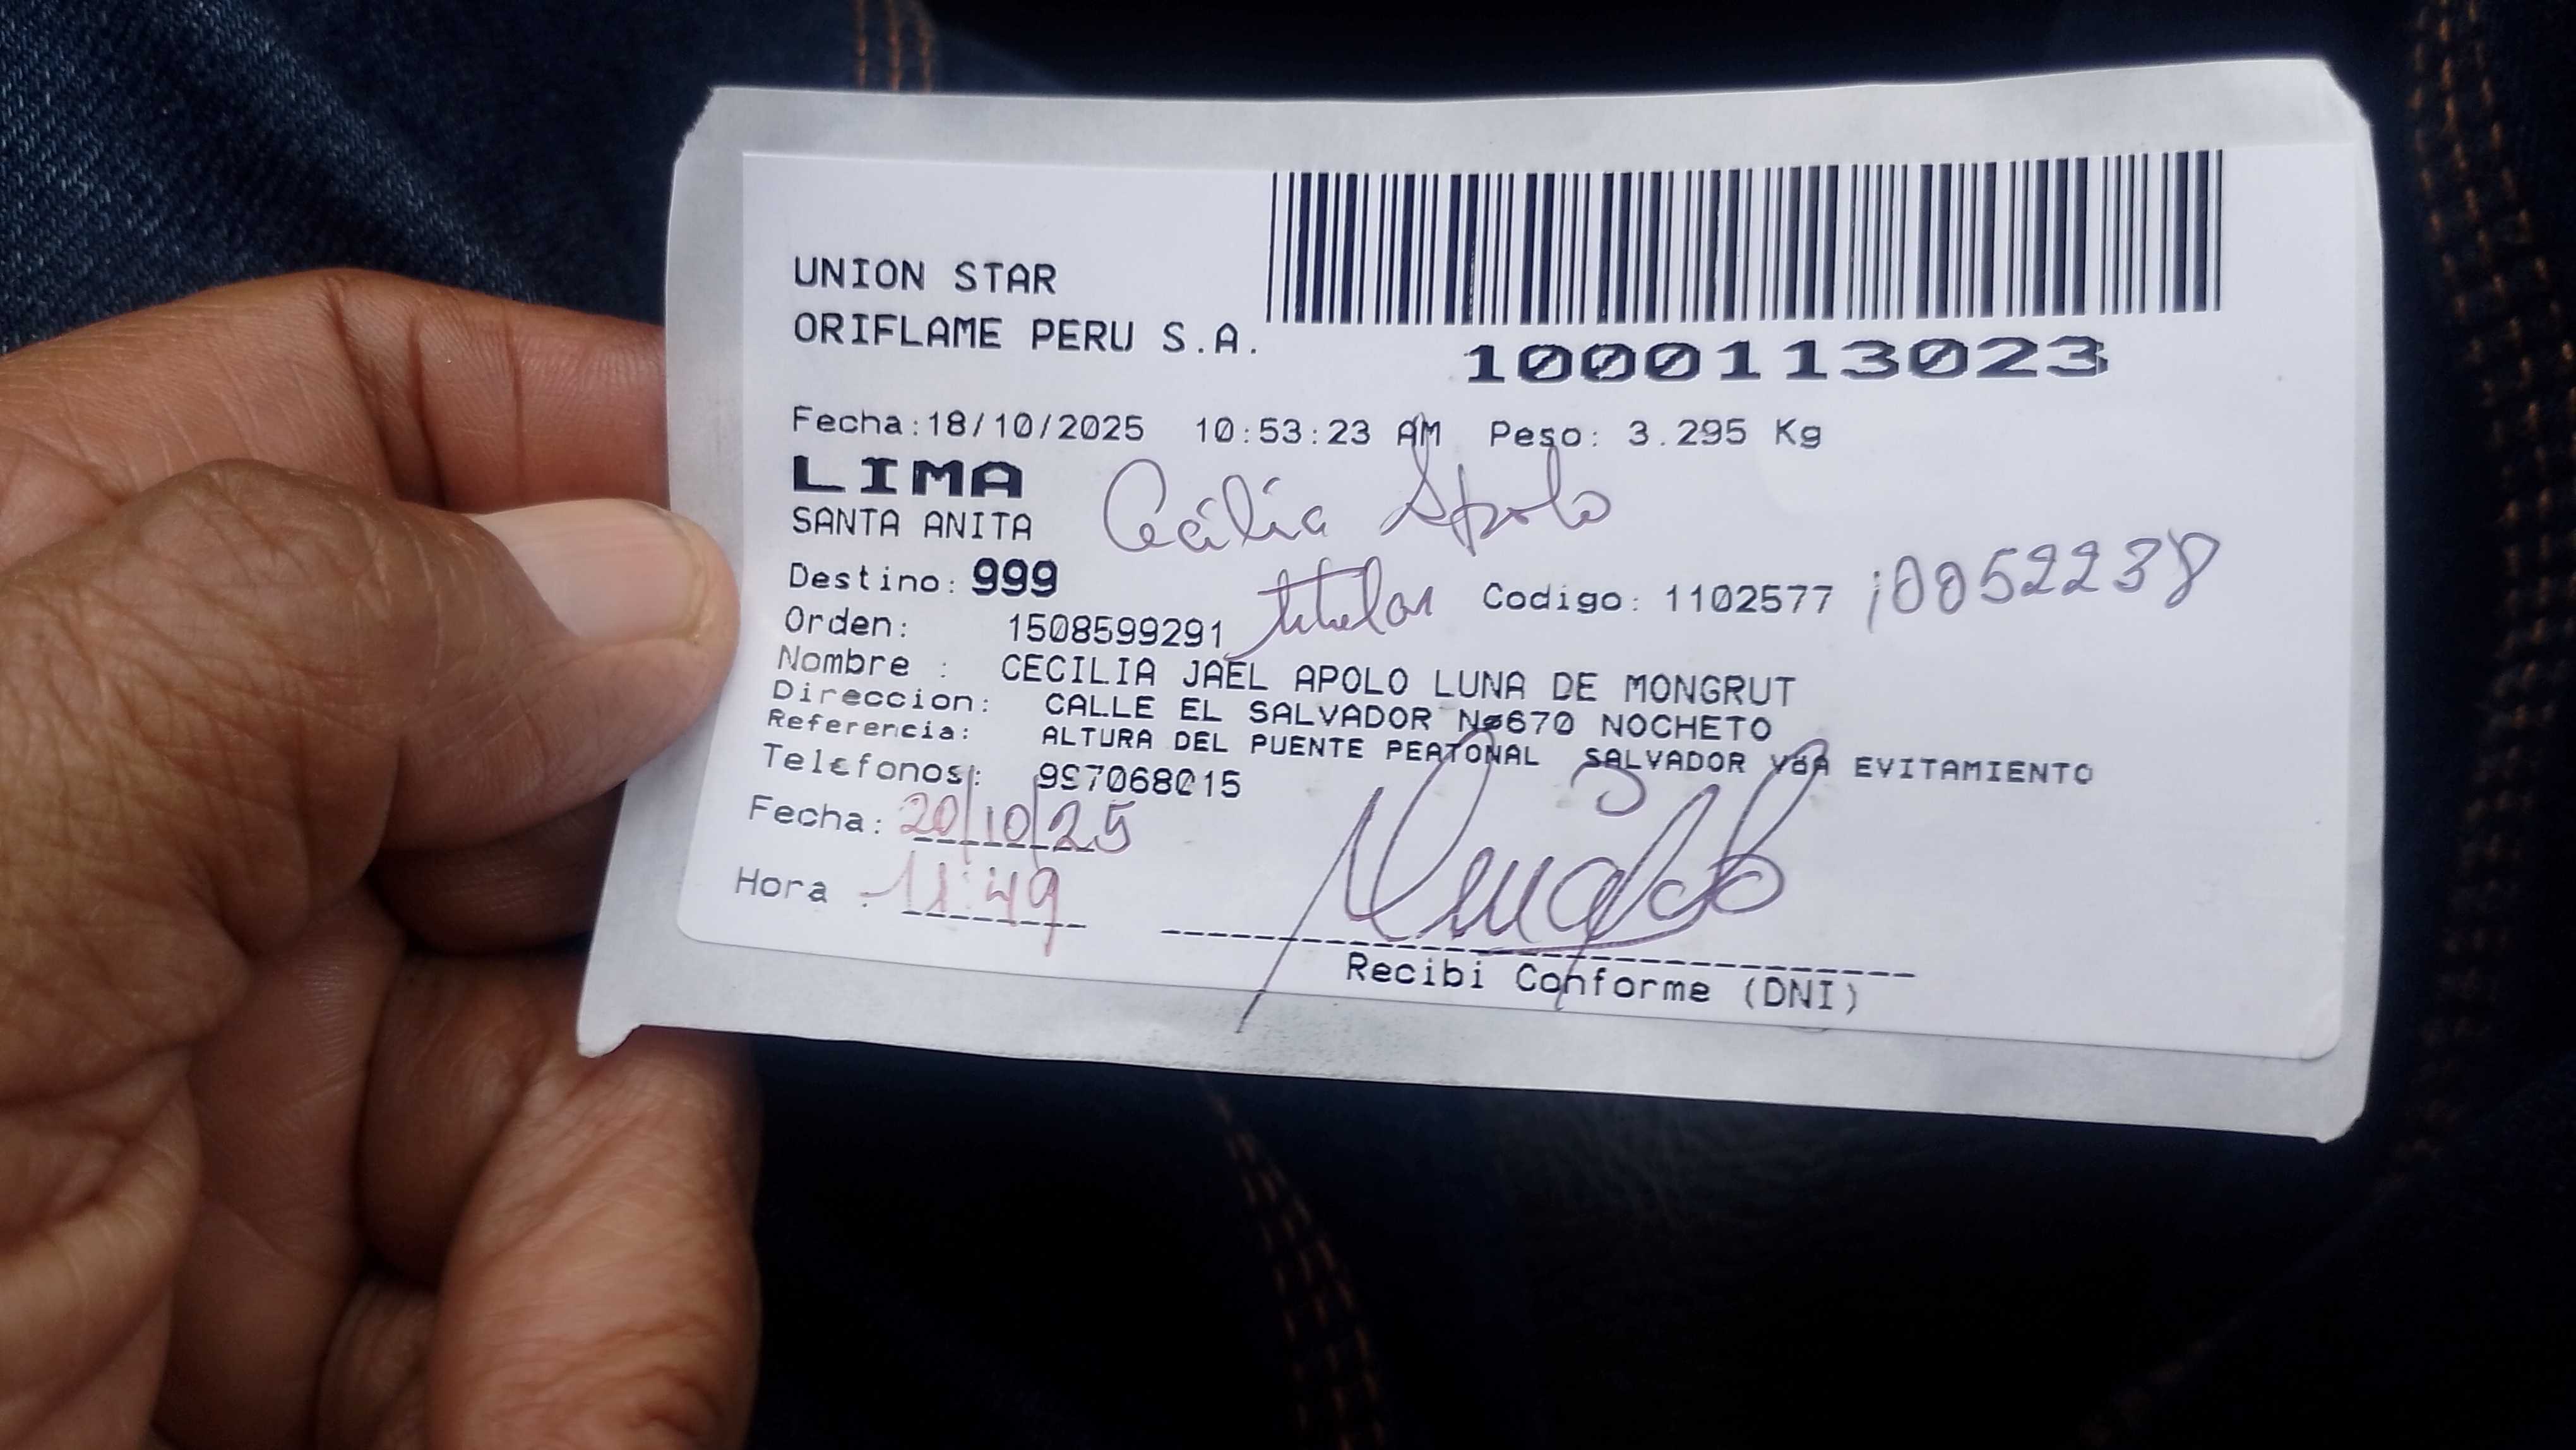 UNION STAR
ORIFLAME PERU S.A.
1000113023
Fecha:18/10/2025 10:53:23 AM Peso: 3.295 Kg
LIMA
SANTA ANITA Cecilia Apolo
Destino: 999 titular Codigo: 1102577 10052238
Orden: 1508599291
Nombre : CECILIA JAEL APOLO LUNA DE MONGRUT
Direccion: CALLE EL SALVADOR Nø670 NOCHETO
Referencia: ALTURA DEL PUENTE PEATONAL SALVADOR VöA EVITAMIENTO
Telefonos: 997068015
Fecha: 20/10/25
Hora : 11:49
Recibi Conforme (DNI)